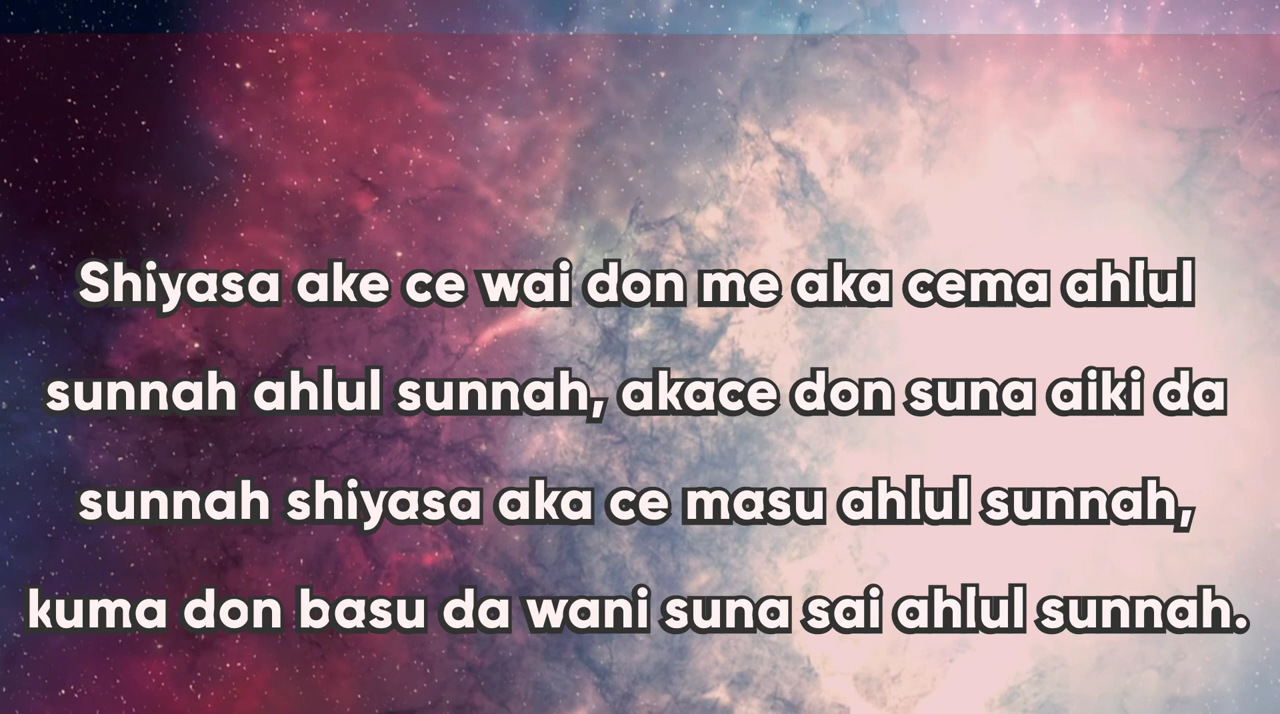 Shiyasa ake ce wai don me aka cema ahlul
sunnah ahlul sunnah, akace don suna aiki da
sunnah shiyasa aka ce masu ahlul sunnah,
kuma don basu da wani suna sai ahlul sunnah.